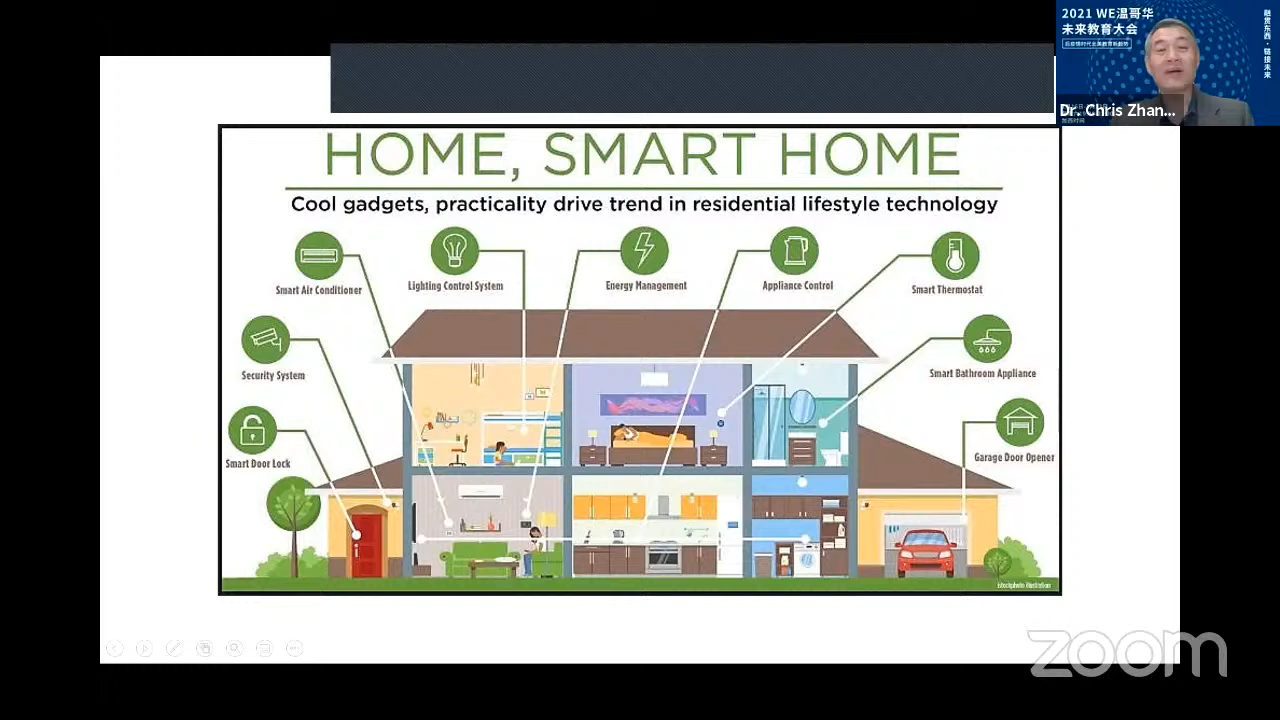 2021 WE温哥华
未来教育大会
后疫情时代北美教育新趋势
融贯东西·链接未来
Dr. Chris Zhan...
HOME, SMART HOME
Cool gadgets, practicality drive trend in residential lifestyle technology
Smart Air Conditioner
Lighting Control System
Energy Management
Appliance Control
Smart Thermostat
Security System
Smart Bathroom Appliance
Smart Door Lock
Garage Door Opener
istockphoto illustration
zoom